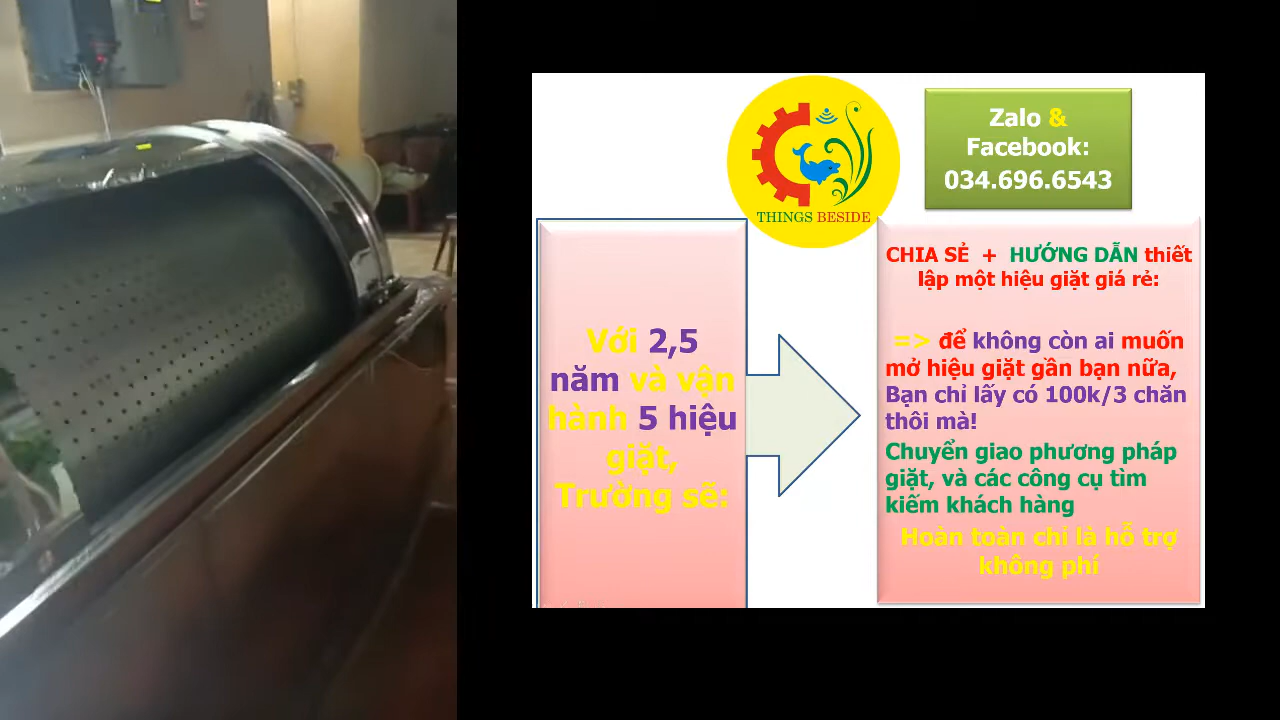 THINGS BESIDE
Zalo &
Facebook:
034.696.6543
Với 2,5
năm và vận
hành 5 hiệu
giặt,
Trường sẽ:
CHIA SẺ + HƯỚNG DẪN thiết
lập một hiệu giặt giá rẻ:
=> để không còn ai muốn
mở hiệu giặt gần bạn nữa,
Bạn chỉ lấy có 100k/3 chăn
thôi mà!
Chuyển giao phương pháp
giặt, và các công cụ tìm
kiếm khách hàng
Hoàn toàn chỉ là hỗ trợ
không phí